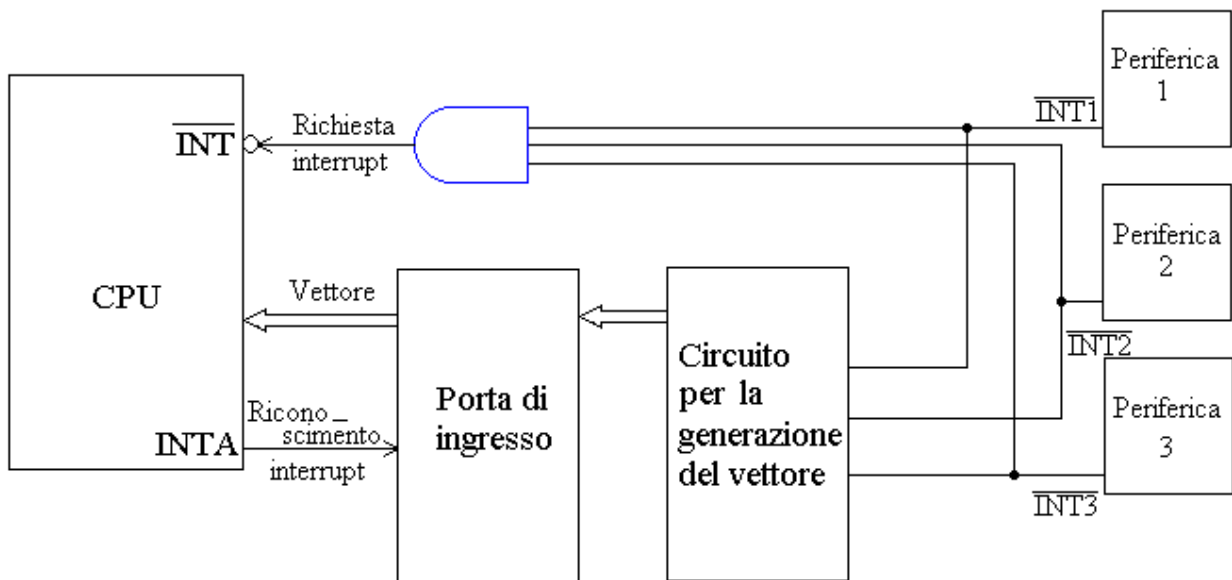 Periferica
1
INT1
Richiesta
interrupt
INT
Periferica
2
INT2
CPU
Vettore
Circuito
per la
generazione
del vettore
Porta di
ingresso
Ricono_
scimento
interrupt
INTA
Periferica
3
INT3